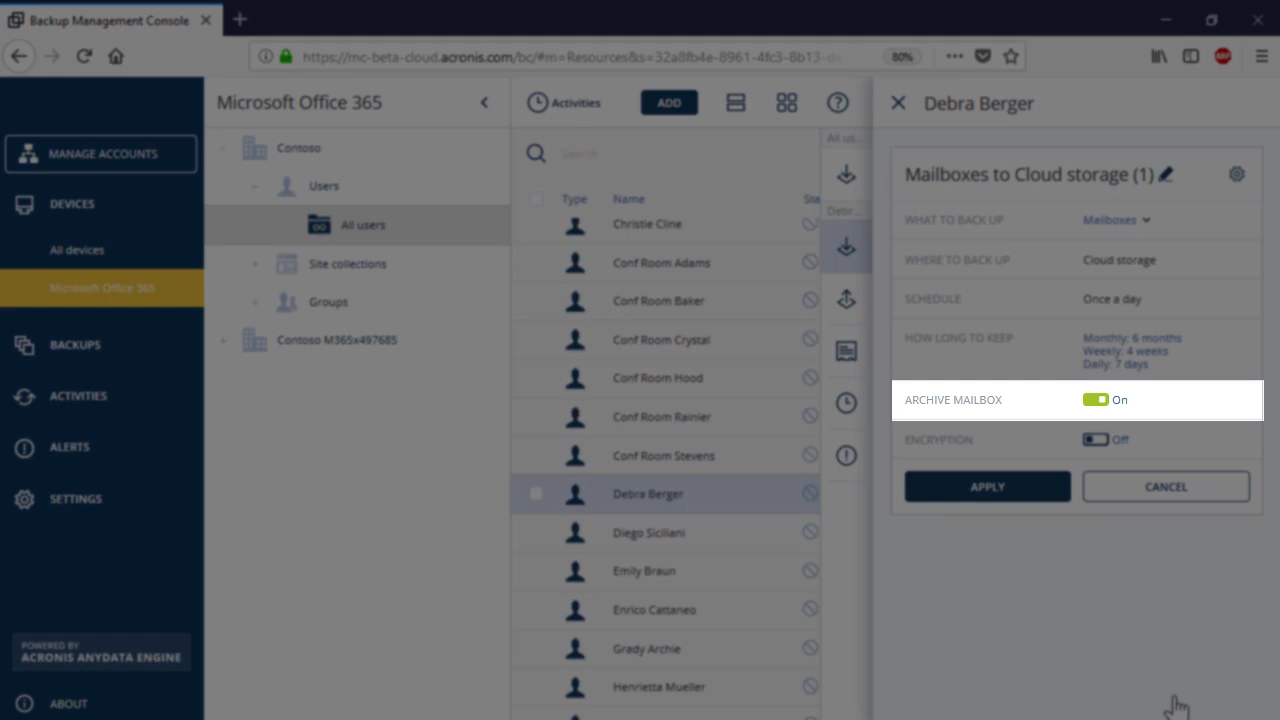 Backup Management Console
https://mc-beta-cloud.acronis.com/bc/#m=Resources&s=32a8fb4e-8961-4fc3-8b13-
80%
ABP
MANAGE ACCOUNTS
DEVICES
All devices
Microsoft Office 365
BACKUPS
ACTIVITIES
ALERTS
SETTINGS
POWERED BY
ACRONIS ANYDATA ENGINE
ABOUT
Microsoft Office 365
Contoso
Users
All users
Site collections
Groups
Contoso M365x497685
Activities
ADD
Search
Type Name Sta
Christie Cline
Conf Room Adams
Conf Room Baker
Conf Room Crystal
Conf Room Hood
Conf Room Rainier
Conf Room Stevens
Debra Berger
Diego Siciliani
Emily Braun
Enrico Cattaneo
Grady Archie
Henrietta Mueller
All us...
Debr...
Debra Berger
Mailboxes to Cloud storage (1)
WHAT TO BACK UP Mailboxes
WHERE TO BACK UP Cloud storage
SCHEDULE Once a day
HOW LONG TO KEEP Monthly: 6 months
Weekly: 4 weeks
Daily: 7 days
ARCHIVE MAILBOX On
ENCRYPTION Off
APPLY CANCEL